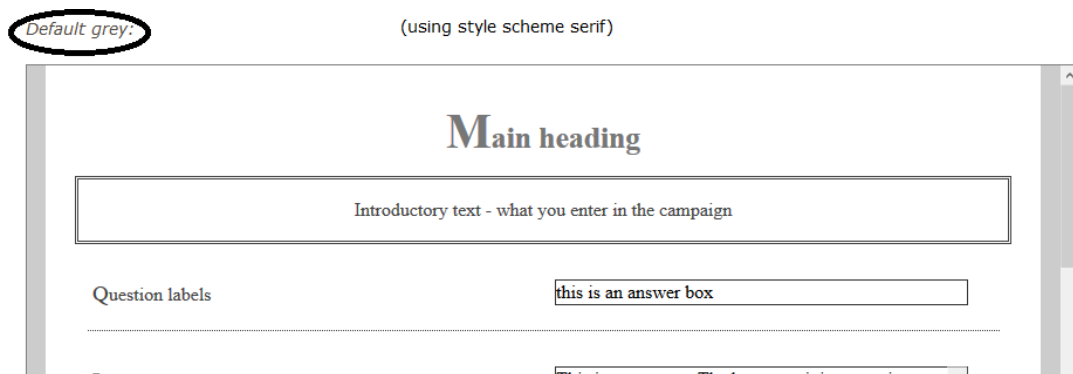 Default grey: (using style scheme serif)
Main heading
Introductory text - what you enter in the campaign
Question labels this is an answer box